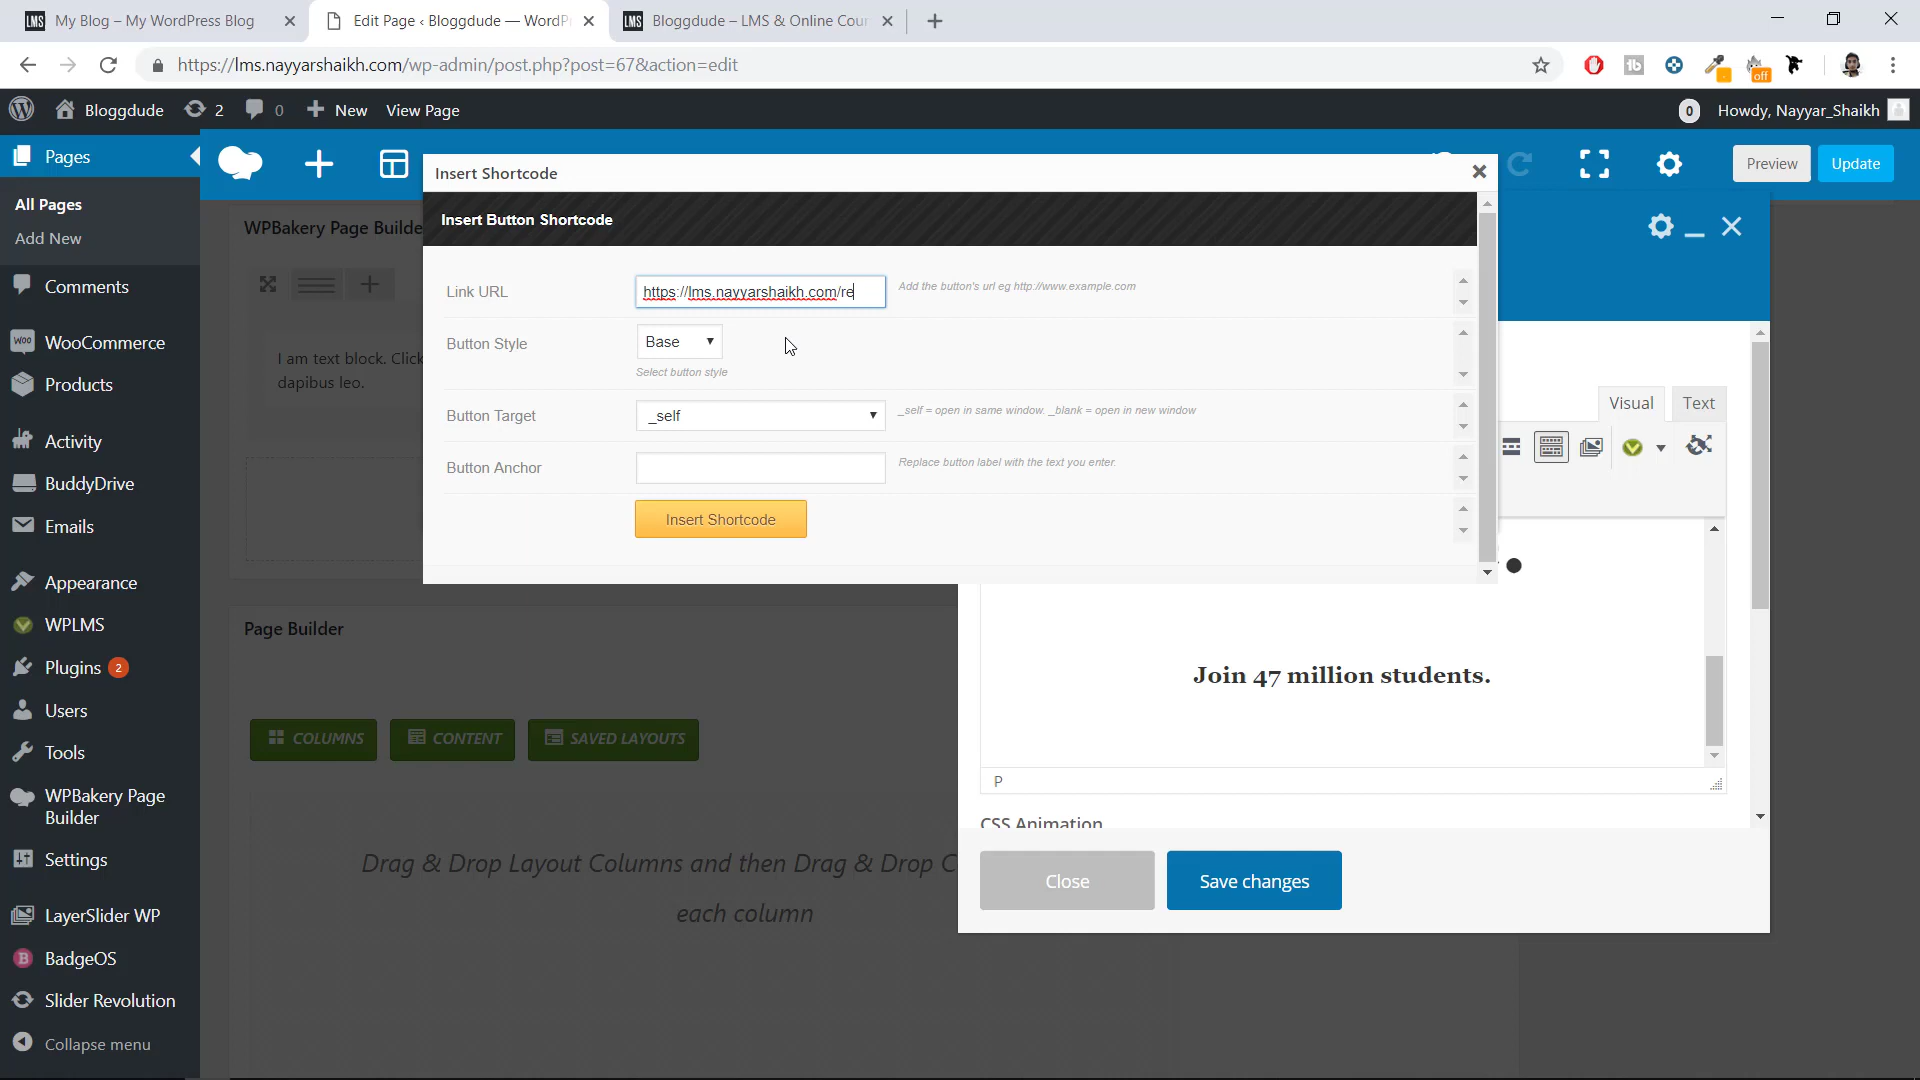 LMS My Blog – My WordPress Blog
Edit Page ‹ Bloggdude — WordP
LMS Bloggdude – LMS & Online Cour
https://lms.nayyarshaikh.com/wp-admin/post.php?post=67&action=edit
off
Bloggdude 2 0 New View Page
0 Howdy, Nayyar_Shaikh
Pages
All Pages
Add New
Comments
WooCommerce
Products
Activity
BuddyDrive
Emails
Appearance
WPLMS
Plugins 2
Users
Tools
WPBakery Page
Builder
Settings
LayerSlider WP
BadgeOS
Slider Revolution
Collapse menu
Preview Update
WPBakery Page Builde
I am text block. Click
dapibus leo.
Insert Shortcode
Insert Button Shortcode
Link URL https://lms.nayyarshaikh.com/re Add the button's url eg http://www.example.com
Button Style Base
Select button style
Button Target _self _self = open in same window. _blank = open in new window
Button Anchor Replace button label with the text you enter.
Insert Shortcode
Visual Text
Join 47 million students.
P
CSS Animation
Close Save changes
Page Builder
COLUMNS CONTENT SAVED LAYOUTS
Drag & Drop Layout Columns and then Drag & Drop C
each column